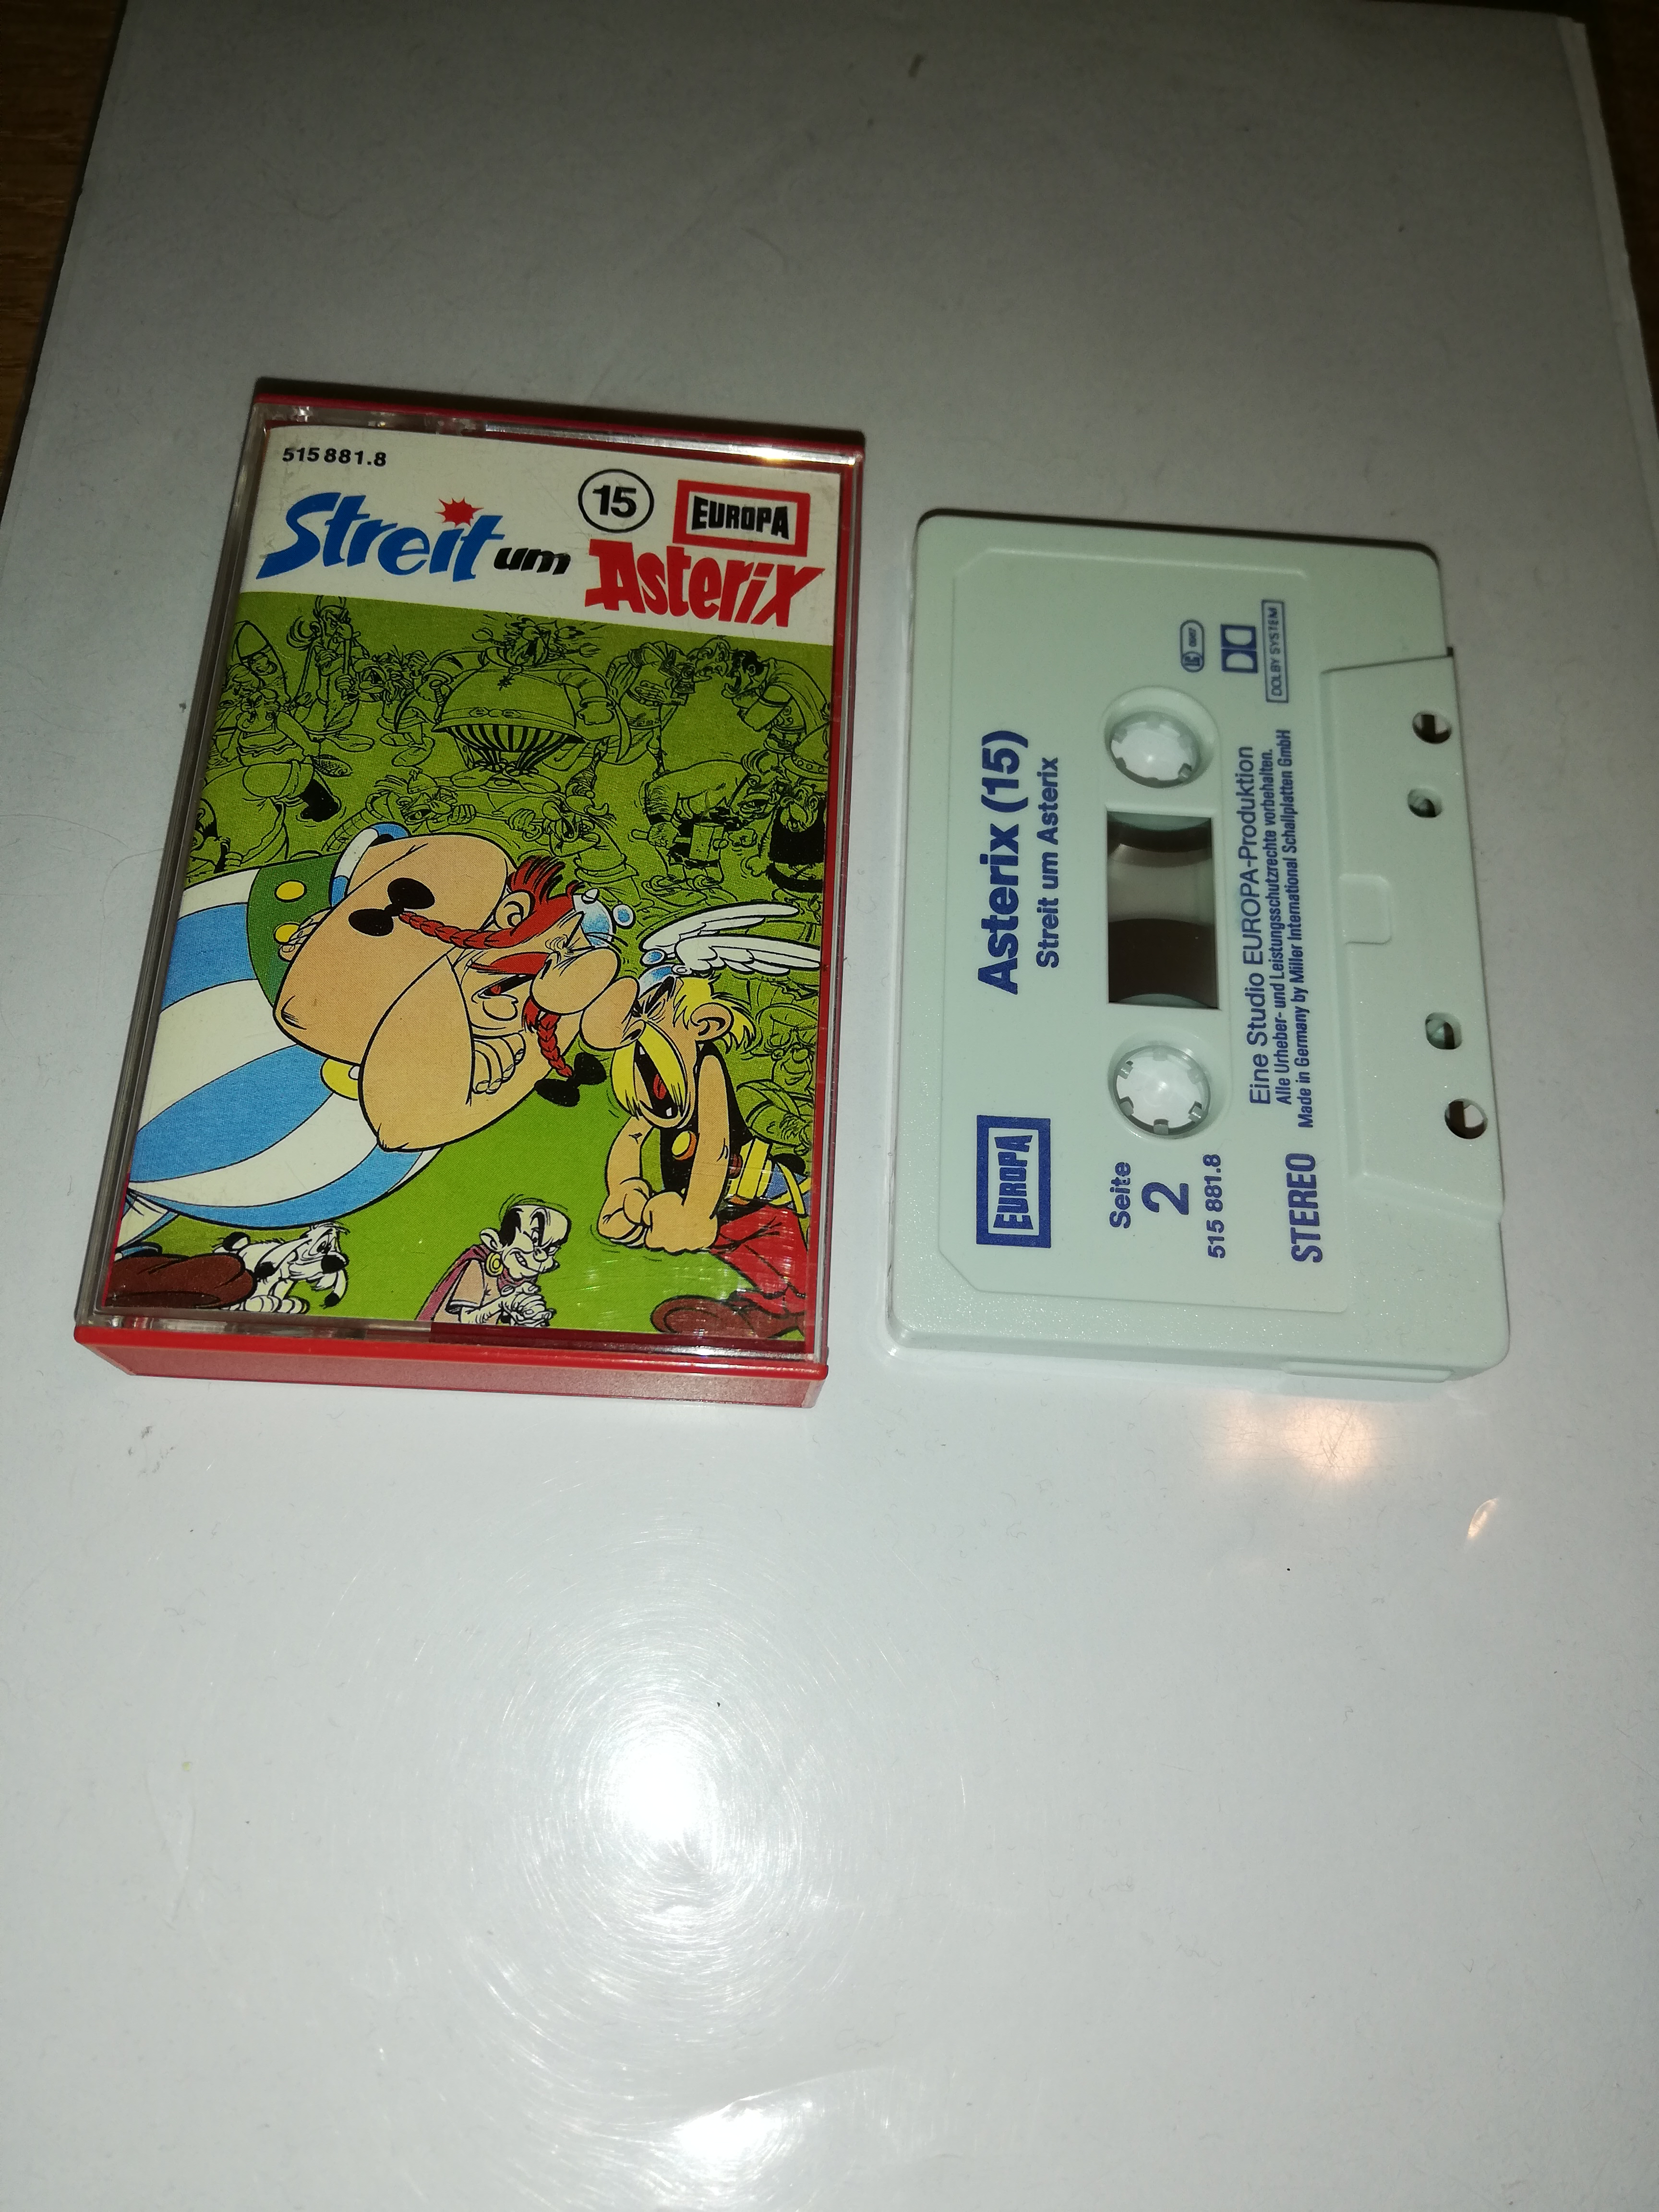 515 881.8
15
EUROPA
Streit um Asterix
Asterix (15)
Streit um Asterix
EUROPA
Seite
2
515 881.8
DOLBY SYSTEM
Eine Studio EUROPA-Produktion
Alle Urheber- und Leistungsschutzrechte vorbehalten.
STEREO Made in Germany by Miller International Schallplatten GmbH